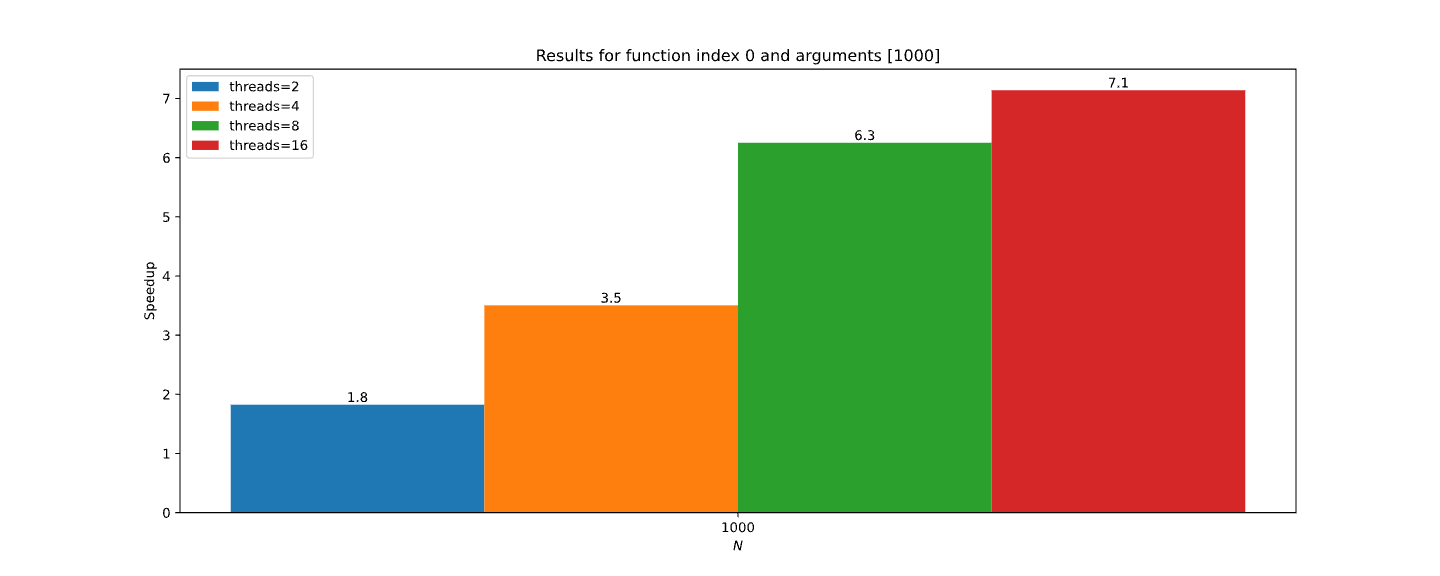 Results for function index 0 and arguments [1000]
threads=2
threads=4
threads=8
threads=16
7
6
5
4
3
2
1
0
Speedup
1.8
3.5
6.3
7.1
1000
N